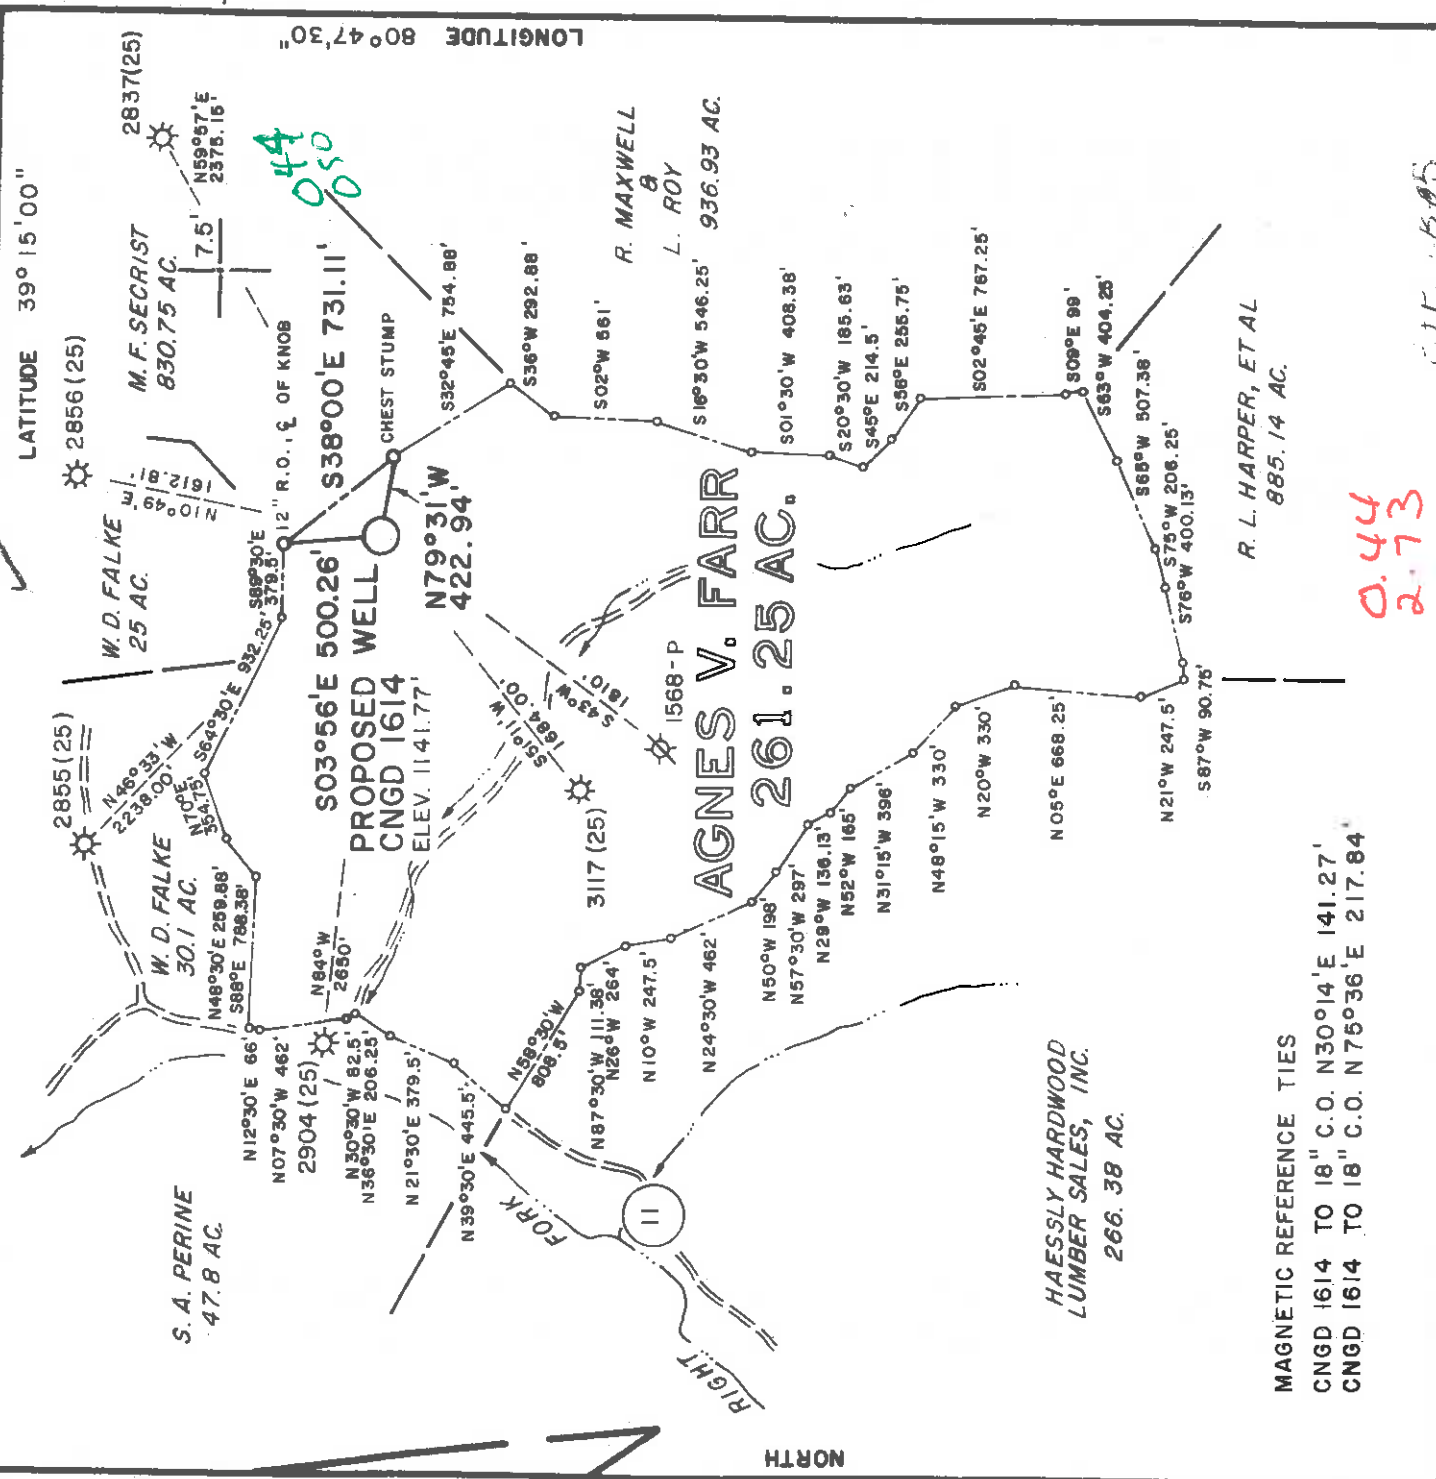 LATITUDE 39° 15' 00"
LONGITUDE 80° 47' 30"
2837(25)
N59°57'E
2375.15'
7.5'
044
050
M. F. SECRIST
830.75 AC.
2856(25)
N10°49'E
1612.81'
12" R.O., ℄ OF KNOB
S38°00'E 731.11'
CHEST STUMP
W. D. FALKE
25 AC.
S89°30'E
379.5'
S64°30'E 932.25'
2855(25)
N46°33'W
2238.00'
N70°E
354.75'
W. D. FALKE
30.1 AC.
N48°30'E 259.88'
S88°E 788.38'
S03°56'E 500.26'
PROPOSED WELL
CNGD 1614
ELEV. 1141.77'
N79°31'W
422.94'
S32°45'E 754.88'
S36°W 292.88'
S02°W 561'
S16°30'W 546.25'
S01°30'W 408.38'
S20°30'W 185.63'
S45°E 214.5'
S56°E 255.75'
S02°45'E 767.25'
S09°E 99'
S63°W 404.25'
S65°W 507.38'
S75°W 206.25'
S76°W 400.13'
S87°W 90.75'
N21°W 247.5'
N05°E 668.25'
N20°W 330'
N48°15'W 330'
N31°15'W 396'
N52°W 165'
N29°W 136.13'
N57°30'W 297'
N50°W 198'
N24°30'W 462'
N10°W 247.5'
N26°W 264'
N87°30'W 111.38'
N58°30'W
808.5'
N39°30'E 445.5'
N21°30'E 379.5'
N36°30'E 206.25'
N30°30'W 82.5'
2904(25)
N07°30'W 462'
N12°30'E 66'
N84°W
2650'
S51°11'W
1684.00'
S43°W
1810'
3117(25)
1568-P
AGNES V. FARR
261.25 AC.
R. MAXWELL
&
L. ROY
936.93 AC.
R. L. HARPER, ET AL
885.14 AC.
S. A. PERINE
47.8 AC.
RIGHT
FORK
11
HAESSLY HARDWOOD
LUMBER SALES, INC.
266.38 AC.
0.44
2.73
MAGNETIC REFERENCE TIES
CNGD 1614 TO 18" C.O. N30°14'E 141.27'
CNGD 1614 TO 18" C.O. N75°36'E 217.84
NORTH